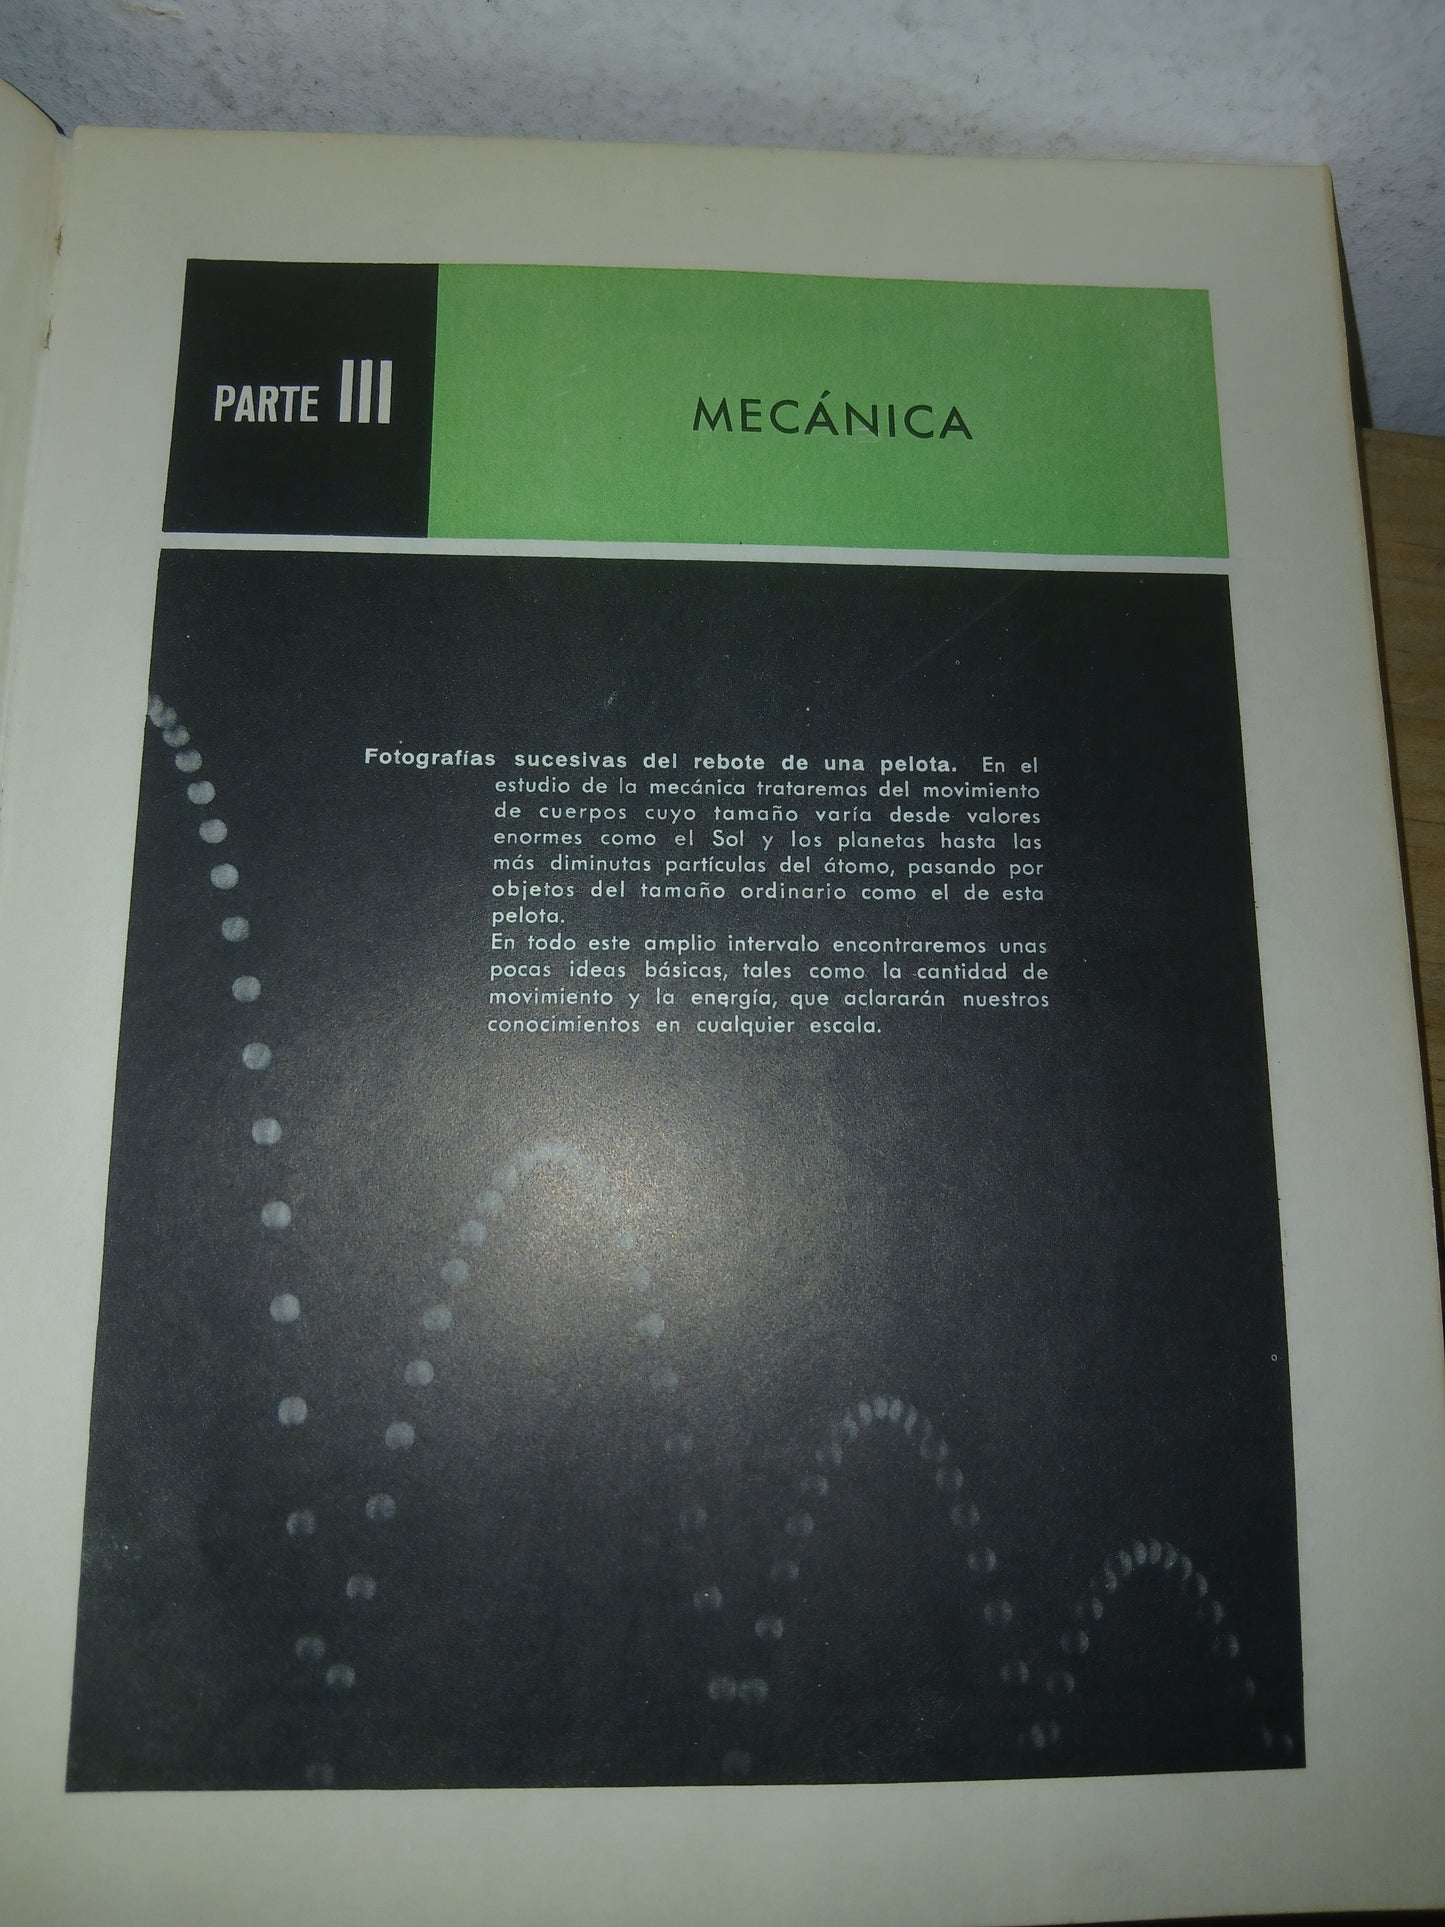 PARTE III
MECÁNICA
Fotografías sucesivas del rebote de una pelota. En el
estudio de la mecánica trataremos del movimiento
de cuerpos cuyo tamaño varía desde valores
enormes como el Sol y los planetas hasta las
más diminutas partículas del átomo, pasando por
objetos del tamaño ordinario como el de esta
pelota.
En todo este amplio intervalo encontraremos unas
pocas ideas básicas, tales como la cantidad de
movimiento y la energía, que aclararán nuestros
conocimientos en cualquier escala.